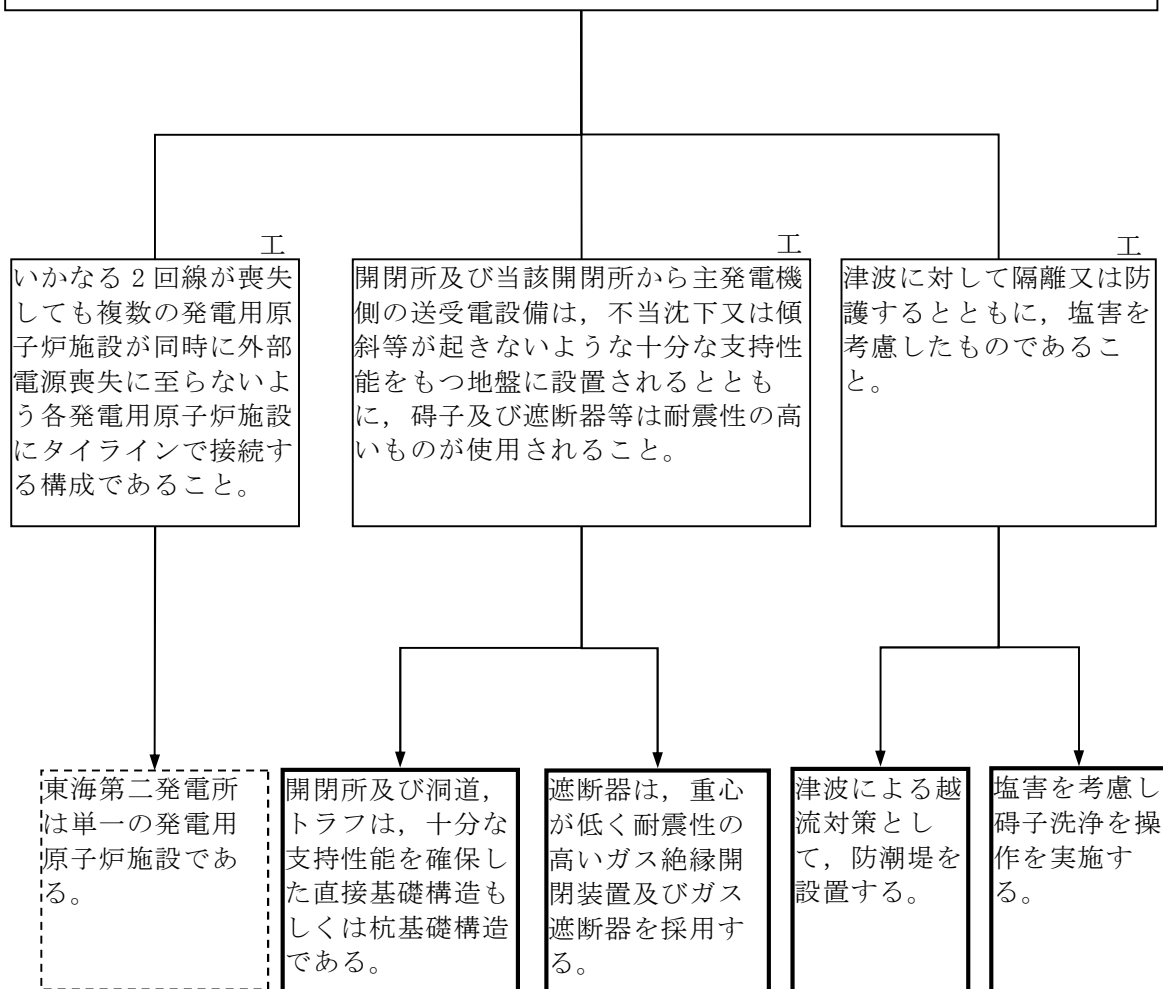 工
いかなる2回線が喪失
しても複数の発電用原
子炉施設が同時に外部
電源喪失に至らないよ
う各発電用原子炉施設
にタイラインで接続す
る構成であること。
工
開閉所及び当該開閉所から主発電機
側の送受電設備は，不当沈下又は傾
斜等が起きないような十分な支持性
能をもつ地盤に設置されるととも
に，碍子及び遮断器等は耐震性の高
いものが使用されること。
工
津波に対して隔離又は防
護するとともに，塩害を
考慮したものであるこ
と。
東海第二発電所
は単一の発電用
原子炉施設であ
る。
開閉所及び洞道，
トラフは，十分な
支持性能を確保し
た直接基礎構造も
しくは杭基礎構造
である。
遮断器は，重心
が低く耐震性の
高いガス絶縁開
閉装置及びガス
遮断器を採用す
る。
津波による越
流対策とし
て，防潮堤を
設置する。
塩害を考慮し
碍子洗浄を操
作を実施す
る。